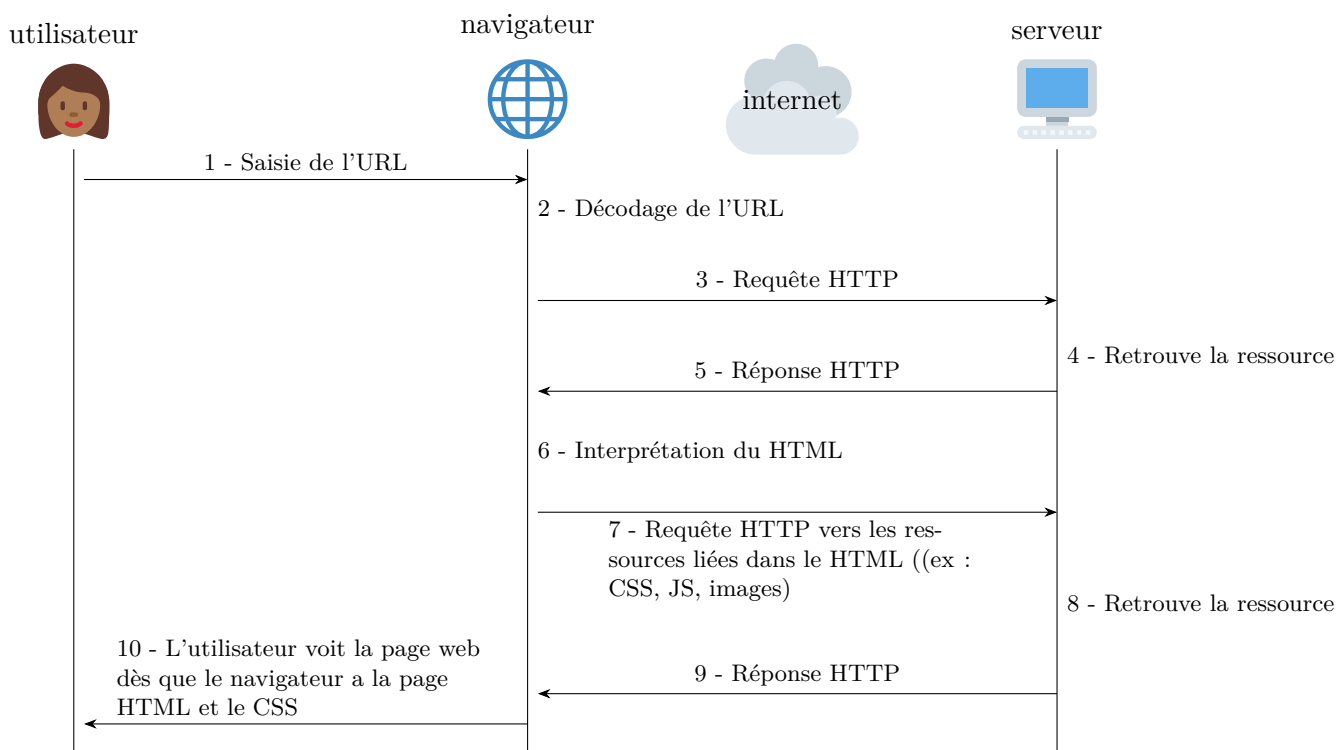 utilisateur
navigateur
internet
serveur
1 - Saisie de l'URL
2 - Décodage de l'URL
3 - Requête HTTP
4 - Retrouve la ressource
5 - Réponse HTTP
6 - Interprétation du HTML
7 - Requête HTTP vers les res-
sources liées dans le HTML ((ex :
CSS, JS, images)
8 - Retrouve la ressource
9 - Réponse HTTP
10 - L'utilisateur voit la page web
dès que le navigateur a la page
HTML et le CSS